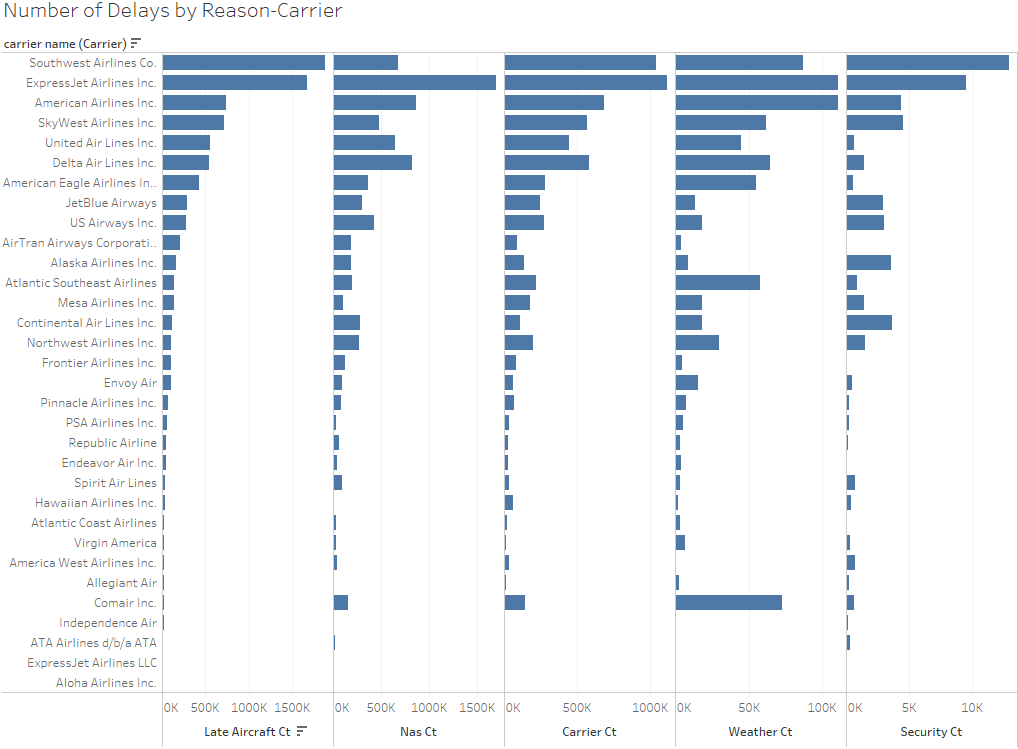 Number of Delays by Reason-Carrier
carrier name (Carrier)
Southwest Airlines Co.
ExpressJet Airlines Inc.
American Airlines Inc.
SkyWest Airlines Inc.
United Air Lines Inc.
Delta Air Lines Inc.
American Eagle Airlines In..
JetBlue Airways
US Airways Inc.
AirTran Airways Corporati..
Alaska Airlines Inc.
Atlantic Southeast Airlines
Mesa Airlines Inc.
Continental Air Lines Inc.
Northwest Airlines Inc.
Frontier Airlines Inc.
Envoy Air
Pinnacle Airlines Inc.
PSA Airlines Inc.
Republic Airline
Endeavor Air Inc.
Spirit Air Lines
Hawaiian Airlines Inc.
Atlantic Coast Airlines
Virgin America
America West Airlines Inc.
Allegiant Air
Comair Inc.
Independence Air
ATA Airlines d/b/a ATA
ExpressJet Airlines LLC
Aloha Airlines Inc.
0K 500K 1000K 1500K 0K 500K 1000K 1500K 0K 500K 1000K 0K 50K 100K 0K 5K 10K
Late Aircraft Ct Nas Ct Carrier Ct Weather Ct Security Ct